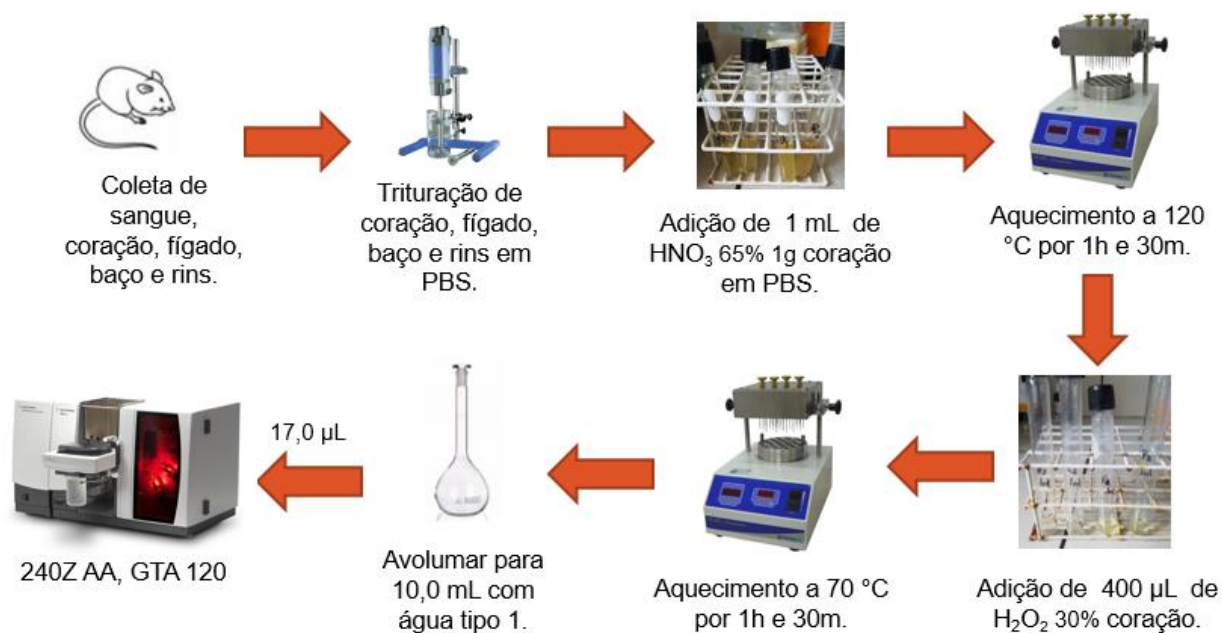 Coleta de
sangue,
coração, fígado,
baço e rins.
Trituração de
coração, fígado,
baço e rins em
PBS.
Adição de 1 mL de
HNO₃ 65% 1g coração
em PBS.
Aquecimento a 120
°C por 1h e 30m.
Adição de 400 µL de
H₂O₂ 30% coração.
Aquecimento a 70 °C
por 1h e 30m.
Avolumar para
10,0 mL com
água tipo 1.
17,0 µL
240Z AA, GTA 120